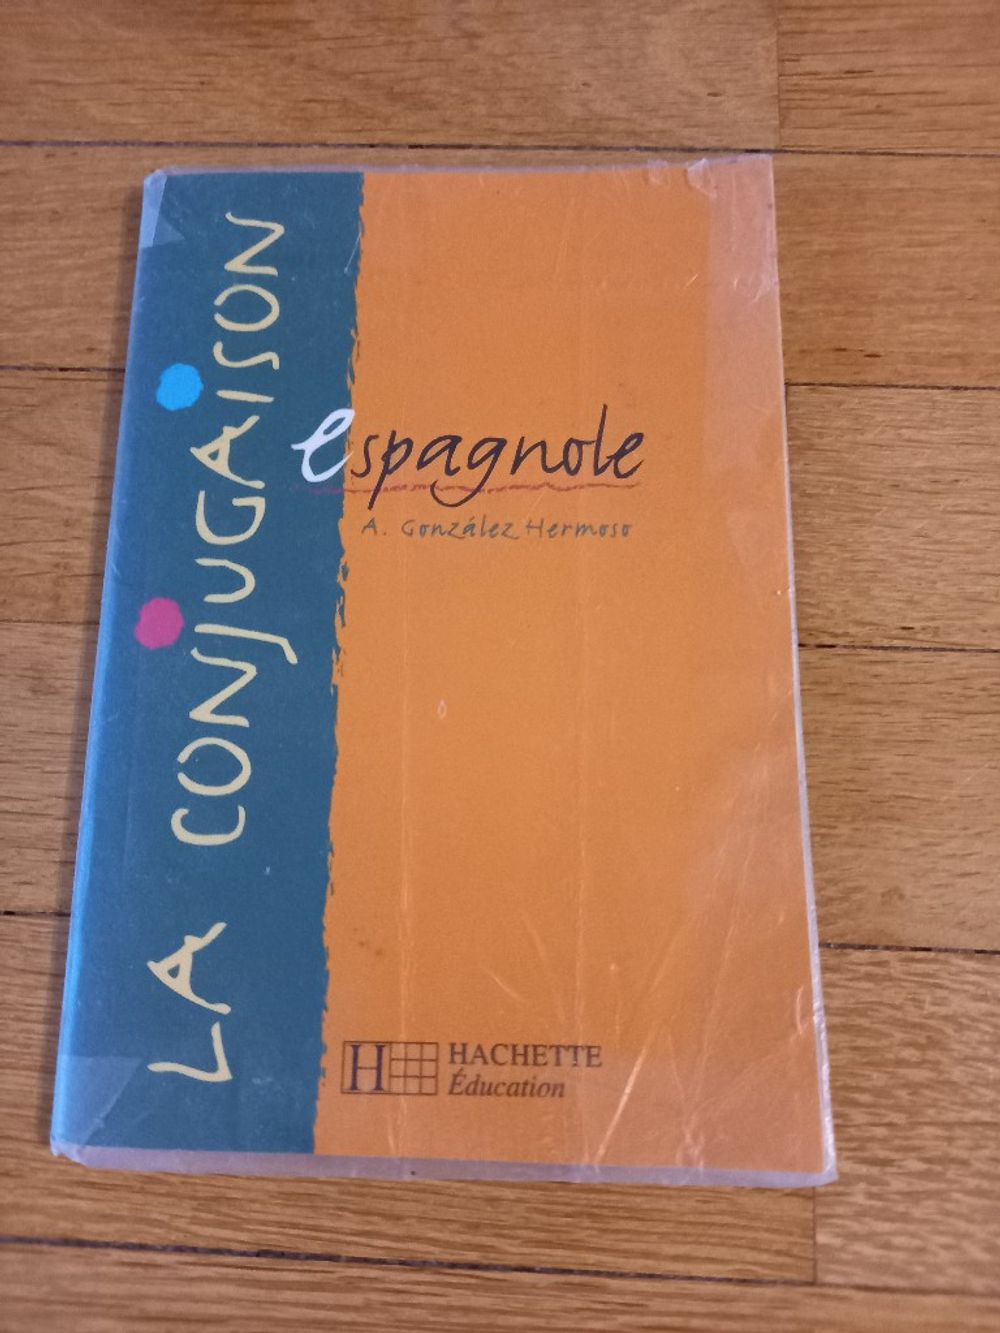 LA CONJUGAISON
espagnole
A. González Hermoso
H HACHETTE
Éducation